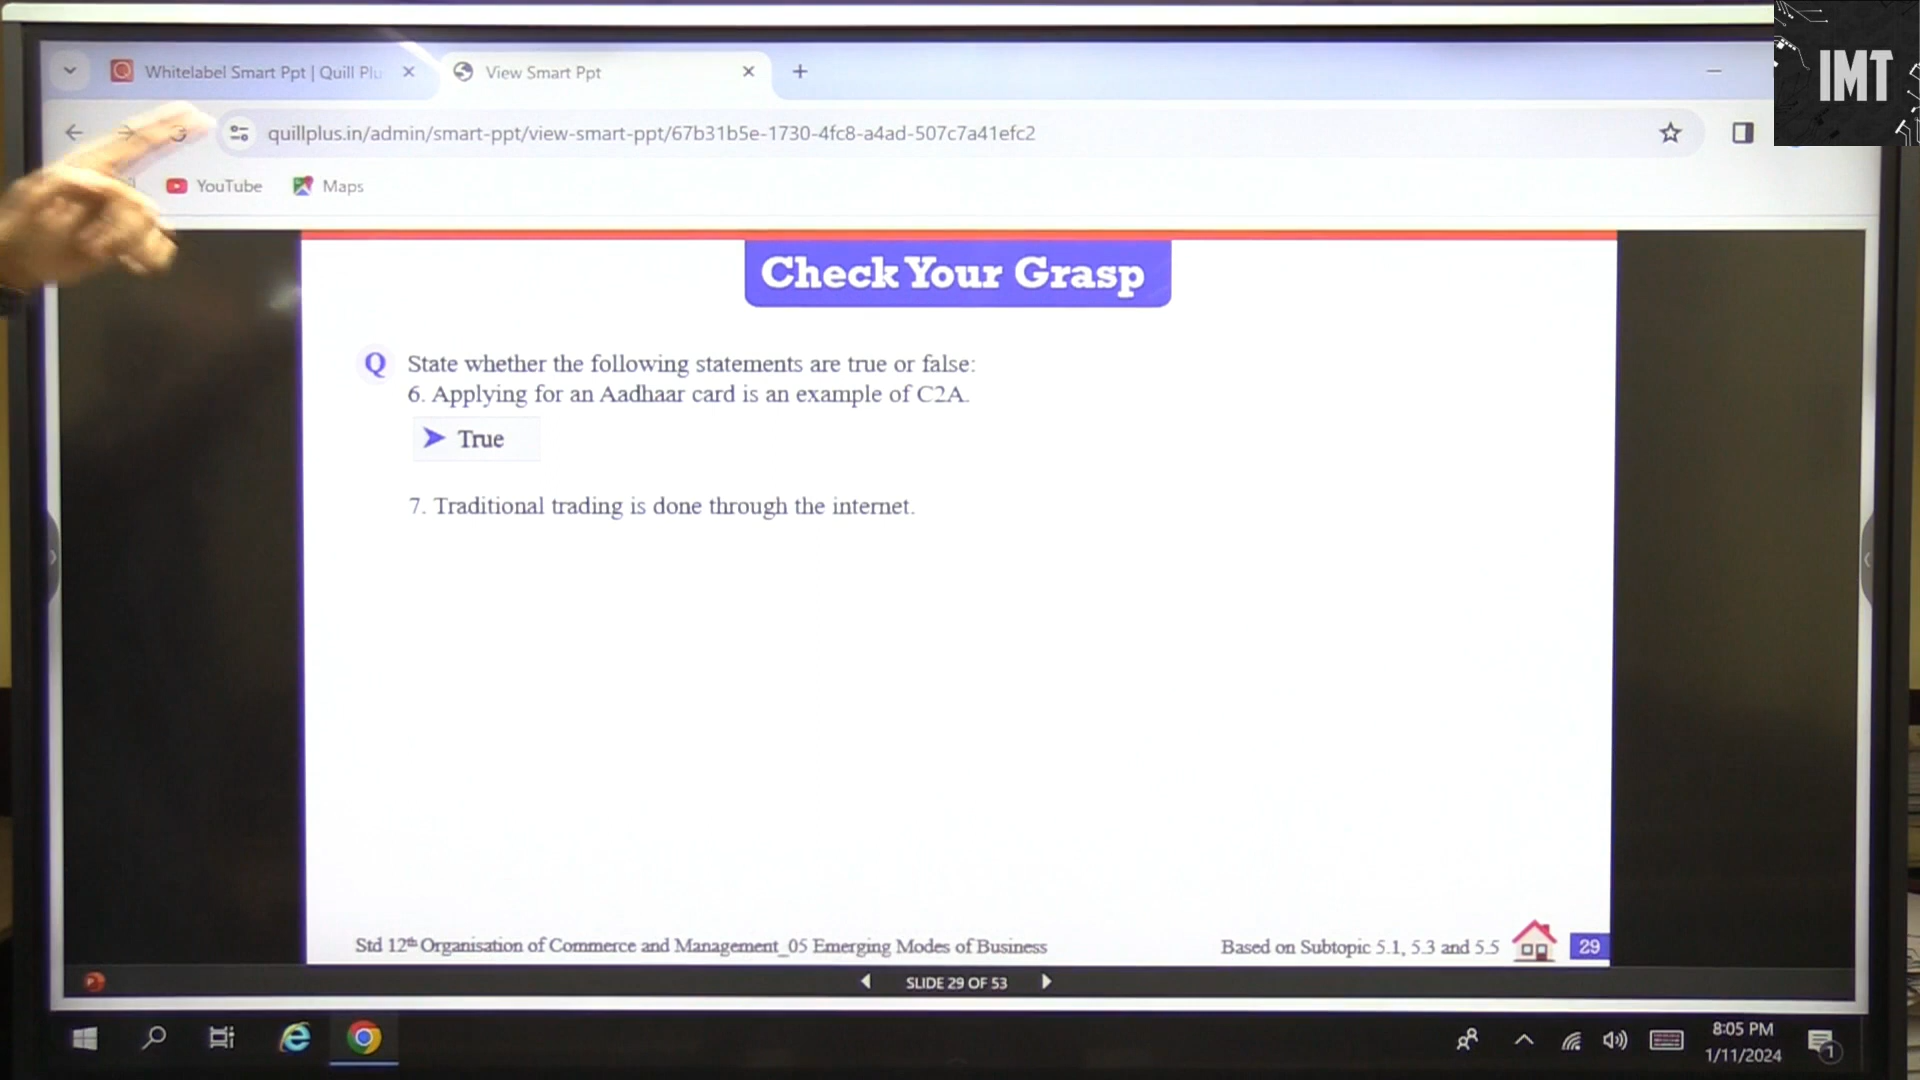 IMT
Whitelabel Smart Ppt | Quill Plu
View Smart Ppt
quillplus.in/admin/smart-ppt/view-smart-ppt/67b31b5e-1730-4fc8-a4ad-507c7a41efc2
YouTube
Maps
Check Your Grasp
Q State whether the following statements are true or false:
6. Applying for an Aadhaar card is an example of C2A.
➤ True
7. Traditional trading is done through the internet.
Std 12th Organisation of Commerce and Management_05 Emerging Modes of Business
Based on Subtopic 5.1, 5.3 and 5.5
29
SLIDE 29 OF 53
8:05 PM
1/11/2024
1